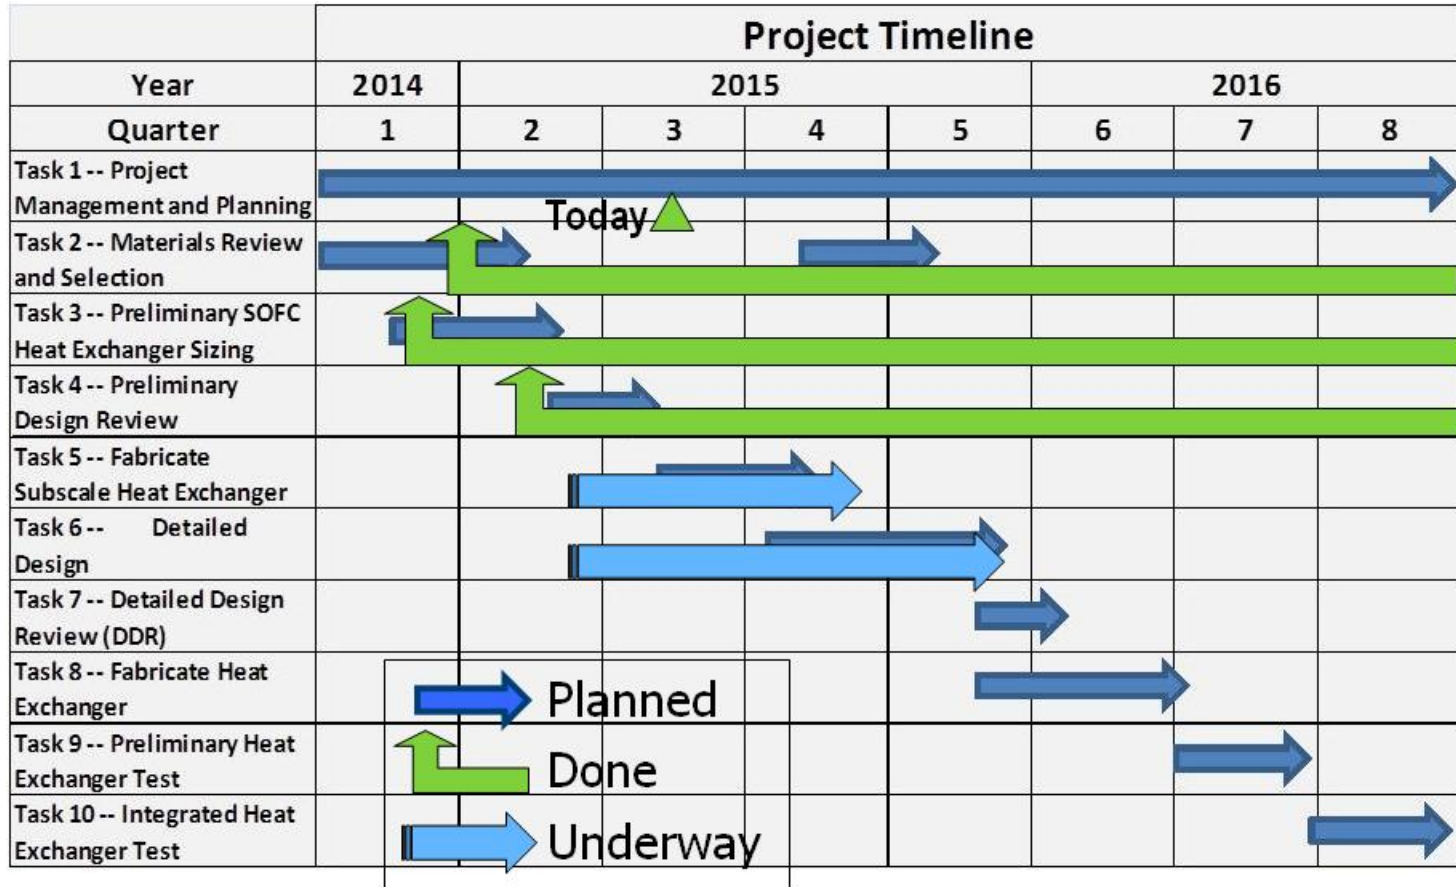 Project Timeline
Year 2014 2015 2016
Quarter 1 2 3 4 5 6 7 8
Task 1 -- Project
Management and Planning
Today
Task 2 -- Materials Review
and Selection
Task 3 -- Preliminary SOFC
Heat Exchanger Sizing
Task 4 -- Preliminary
Design Review
Task 5 -- Fabricate
Subscale Heat Exchanger
Task 6 -- Detailed
Design
Task 7 -- Detailed Design
Review (DDR)
Task 8 -- Fabricate Heat
Exchanger
Task 9 -- Preliminary Heat
Exchanger Test
Task 10 -- Integrated Heat
Exchanger Test
Planned
Done
Underway